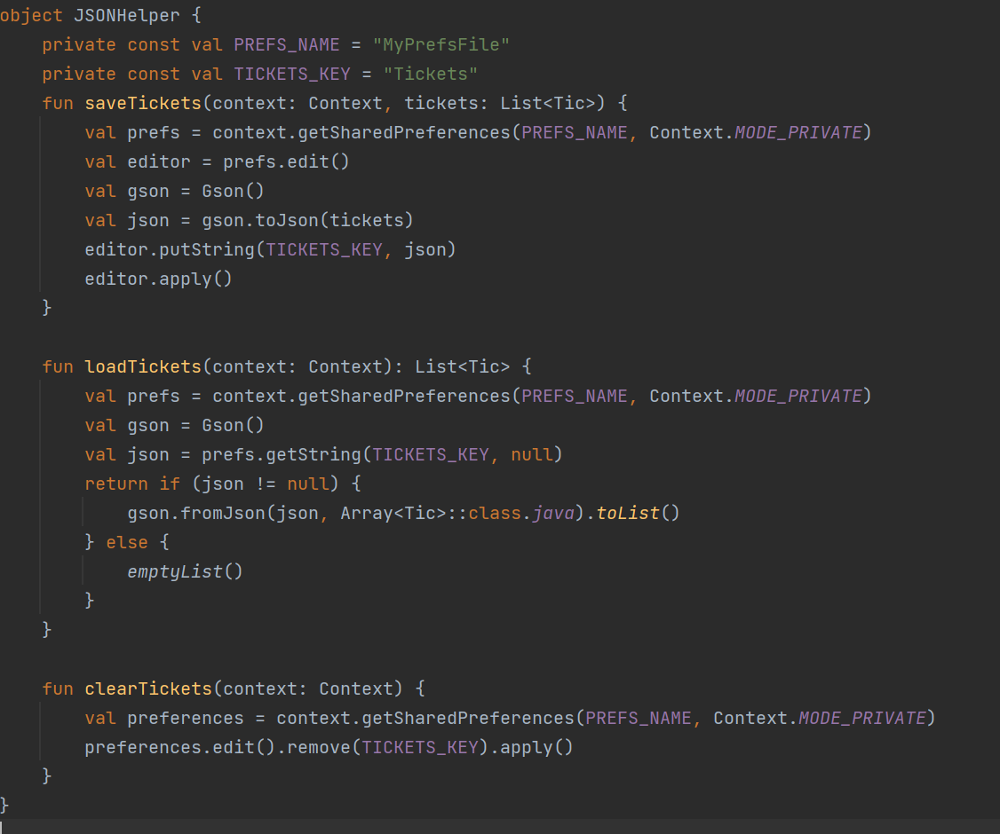 object JSONHelper {
    private const val PREFS_NAME = "MyPrefsFile"
    private const val TICKETS_KEY = "Tickets"
    fun saveTickets(context: Context, tickets: List<Tic>) {
        val prefs = context.getSharedPreferences(PREFS_NAME, Context.MODE_PRIVATE)
        val editor = prefs.edit()
        val gson = Gson()
        val json = gson.toJson(tickets)
        editor.putString(TICKETS_KEY, json)
        editor.apply()
    }

    fun loadTickets(context: Context): List<Tic> {
        val prefs = context.getSharedPreferences(PREFS_NAME, Context.MODE_PRIVATE)
        val gson = Gson()
        val json = prefs.getString(TICKETS_KEY, null)
        return if (json != null) {
            gson.fromJson(json, Array<Tic>::class.java).toList()
        } else {
            emptyList()
        }
    }

    fun clearTickets(context: Context) {
        val preferences = context.getSharedPreferences(PREFS_NAME, Context.MODE_PRIVATE)
        preferences.edit().remove(TICKETS_KEY).apply()
    }
}